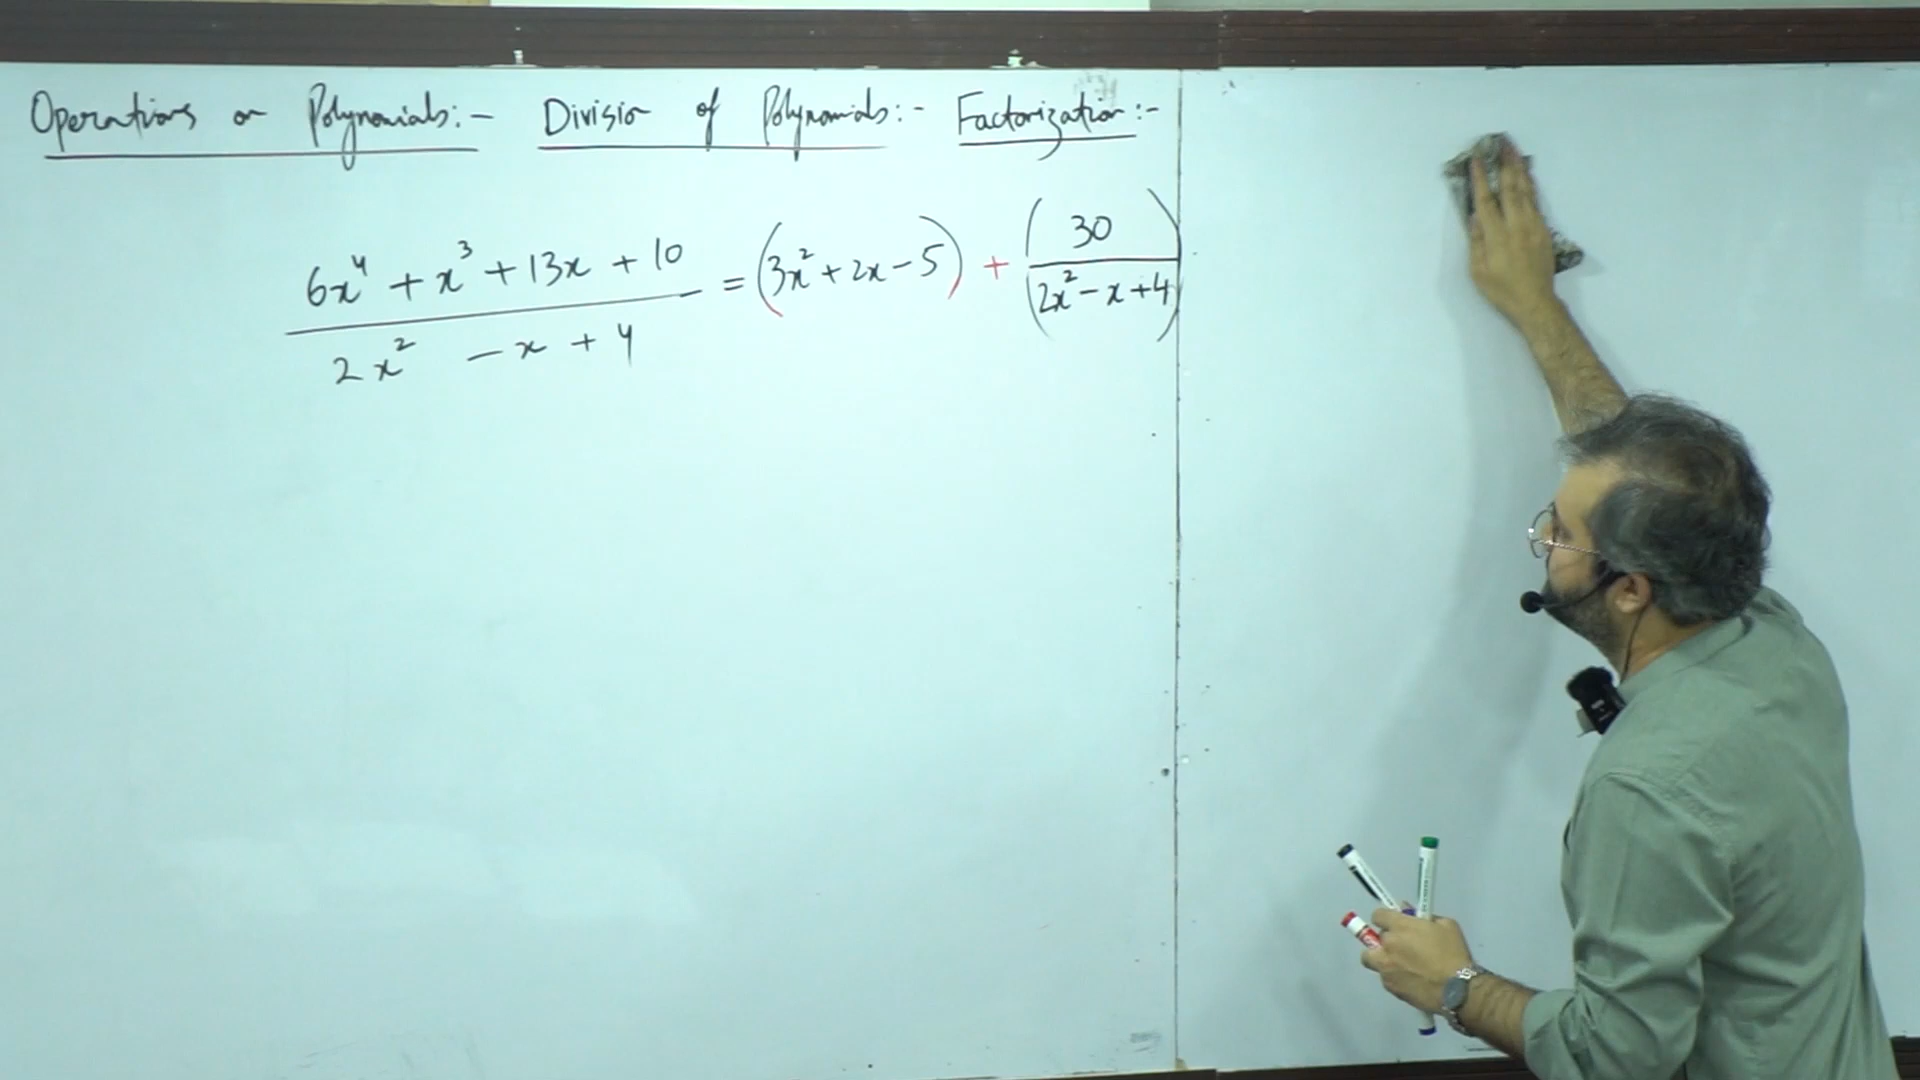 Operations on Polynomials:- Division of Polynomials:- Factorization:-
(6x⁴ + x³ + 13x + 10) / (2x² - x + 4) = (3x² + 2x - 5) + (30 / (2x² - x + 4))